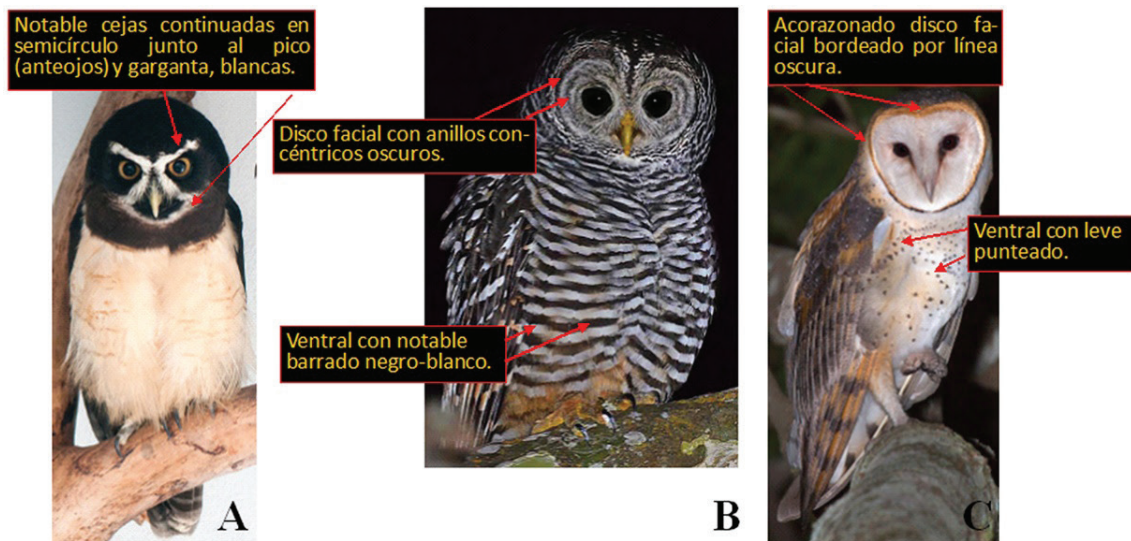 Notable cejas continuadas en
semicírculo junto al pico
(anteojos) y garganta, blancas.
A
Disco facial con anillos con-
céntricos oscuros.
Ventral con notable
barrado negro-blanco.
B
Acorazonado disco fa-
cial bordeado por línea
oscura.
Ventral con leve
punteado.
C